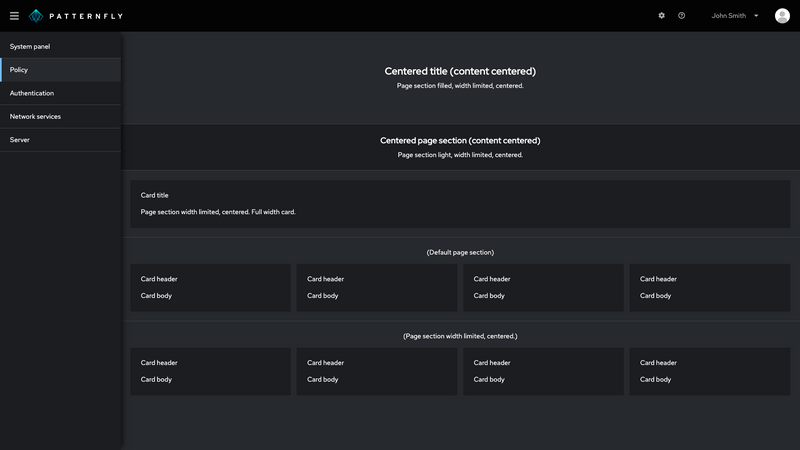 PATTERNFLY
John Smith
System panel
Policy
Authentication
Network services
Server
Centered title (content centered)
Page section filled, width limited, centered.
Centered page section (content centered)
Page section light, width limited, centered.
Card title
Page section width limited, centered. Full width card.
(Default page section)
Card header
Card body
Card header
Card body
Card header
Card body
Card header
Card body
(Page section width limited, centered.)
Card header
Card body
Card header
Card body
Card header
Card body
Card header
Card body